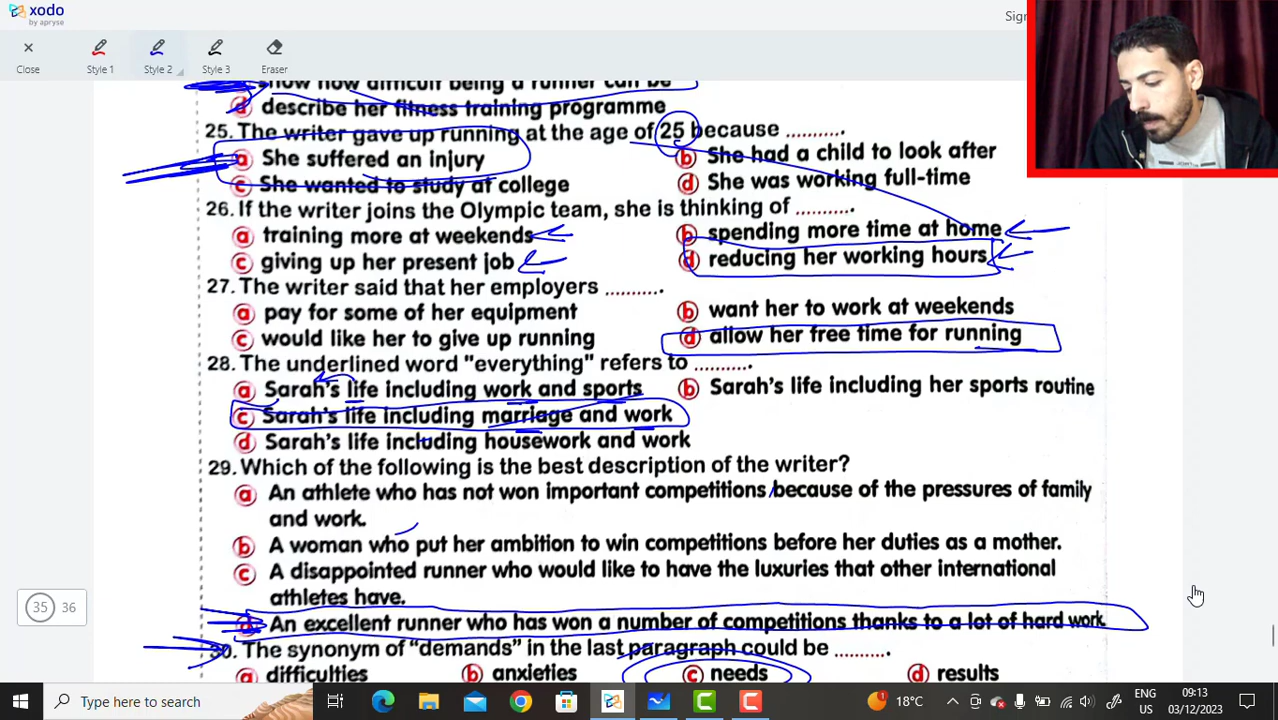 xodo
by apryse
Sign
Close
Style 1
Style 2
Style 3
Eraser
show how difficult being a runner can be
d describe her fitness training programme
25. The writer gave up running at the age of 25 because ..........
a She suffered an injury b She had a child to look after
c She wanted to study at college d She was working full-time
26. If the writer joins the Olympic team, she is thinking of ..........
a training more at weekends b spending more time at home
c giving up her present job d reducing her working hours
27. The writer said that her employers ..........
a pay for some of her equipment b want her to work at weekends
c would like her to give up running d allow her free time for running
28. The underlined word "everything" refers to ..........
a Sarah's life including work and sports b Sarah's life including her sports routine
c Sarah's life including marriage and work
d Sarah's life including housework and work
29. Which of the following is the best description of the writer?
a An athlete who has not won important competitions because of the pressures of family
and work.
b A woman who put her ambition to win competitions before her duties as a mother.
c A disappointed runner who would like to have the luxuries that other international
athletes have.
d An excellent runner who has won a number of competitions thanks to a lot of hard work.
30. The synonym of "demands" in the last paragraph could be ..........
a difficulties b anxieties c needs d results
35 36
Type here to search
1
18°C
ENG
US
09:13
03/12/2023